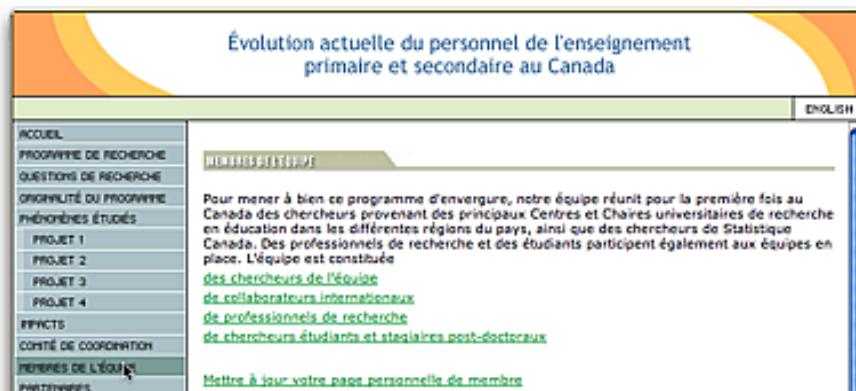 Évolution actuelle du personnel de l'enseignement
primaire et secondaire au Canada
ENGLISH
ACCUEIL
PROGRAMME DE RECHERCHE
QUESTIONS DE RECHERCHE
ORIGINALITÉ DU PROGRAMME
PHÉNOMÈNES ÉTUDIÉS
PROJET 1
PROJET 2
PROJET 3
PROJET 4
IMPACTS
COMITÉ DE COORDINATION
MEMBRES DE L'ÉQUIPE
PARTENAIRES
MEMBRES DE L'ÉQUIPE
Pour mener à bien ce programme d'envergure, notre équipe réunit pour la première fois au
Canada des chercheurs provenant des principaux Centres et Chaires universitaires de recherche
en éducation dans les différentes régions du pays, ainsi que des chercheurs de Statistique
Canada. Des professionnels de recherche et des étudiants participent également aux équipes en
place. L'équipe est constituée
des chercheurs de l'équipe
de collaborateurs internationaux
de professionnels de recherche
de chercheurs étudiants et stagiaires post-doctoraux
Mettre à jour votre page personnelle de membre